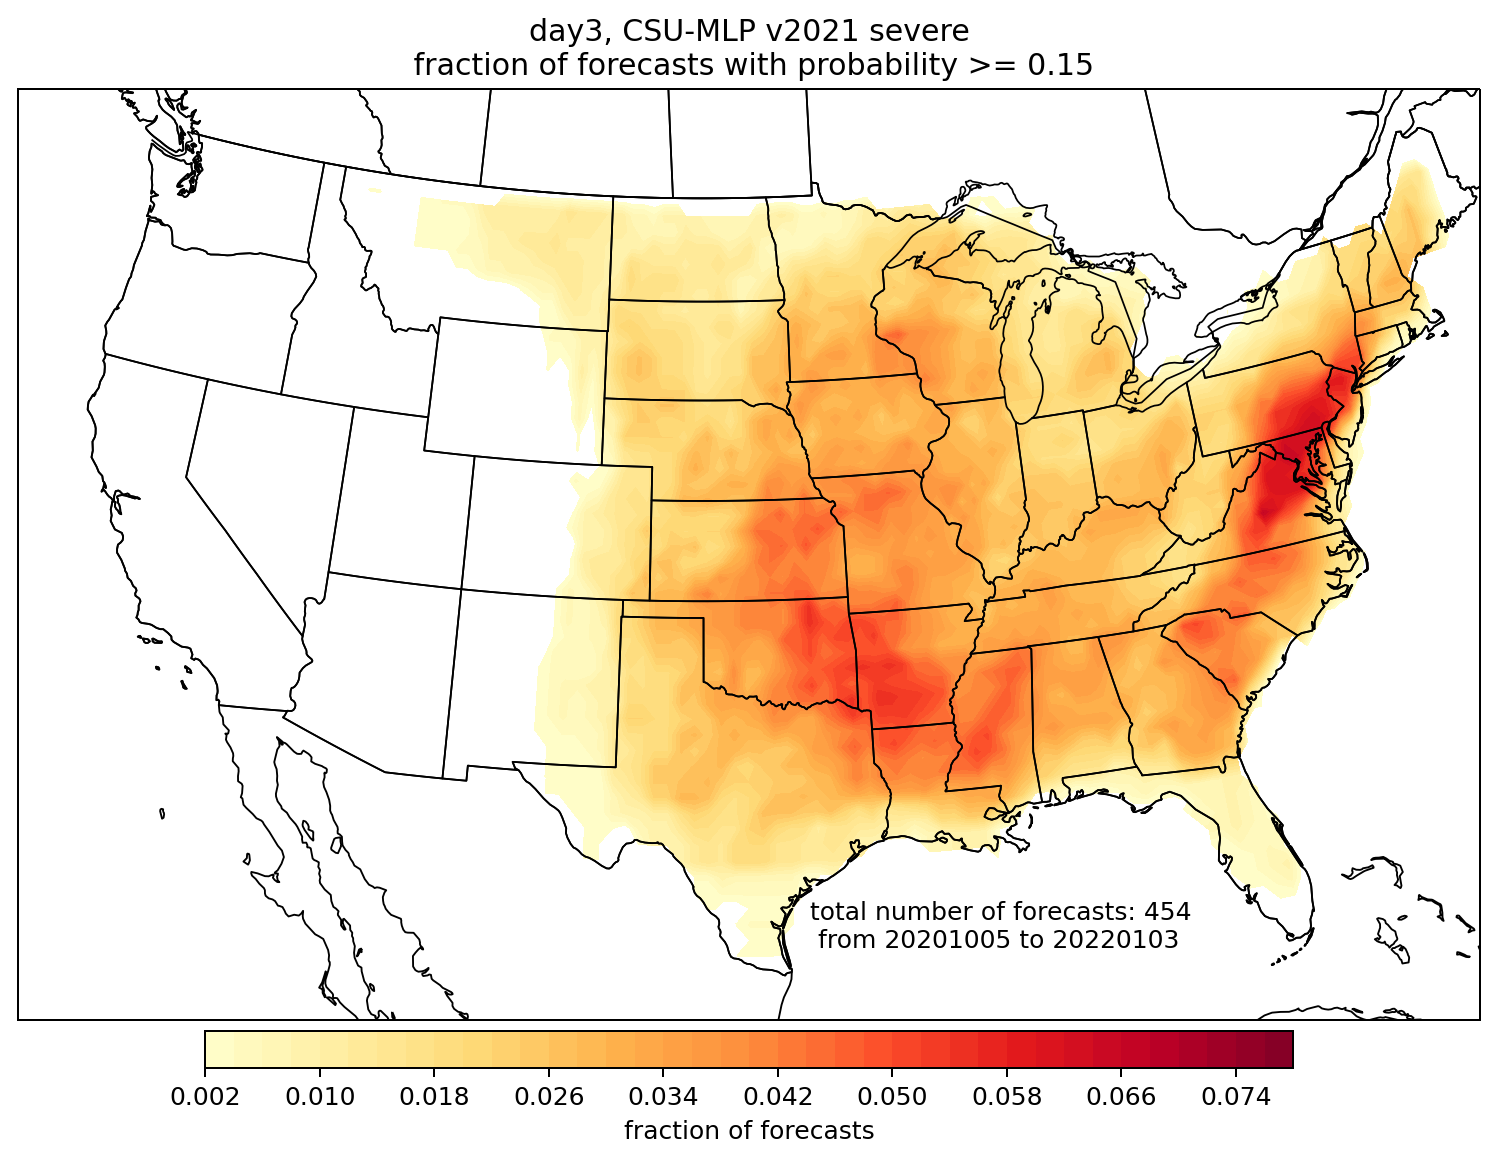 day3, CSU-MLP v2021 severe
fraction of forecasts with probability >= 0.15
total number of forecasts: 454
from 20201005 to 20220103
0.002 0.010 0.018 0.026 0.034 0.042 0.050 0.058 0.066 0.074
fraction of forecasts